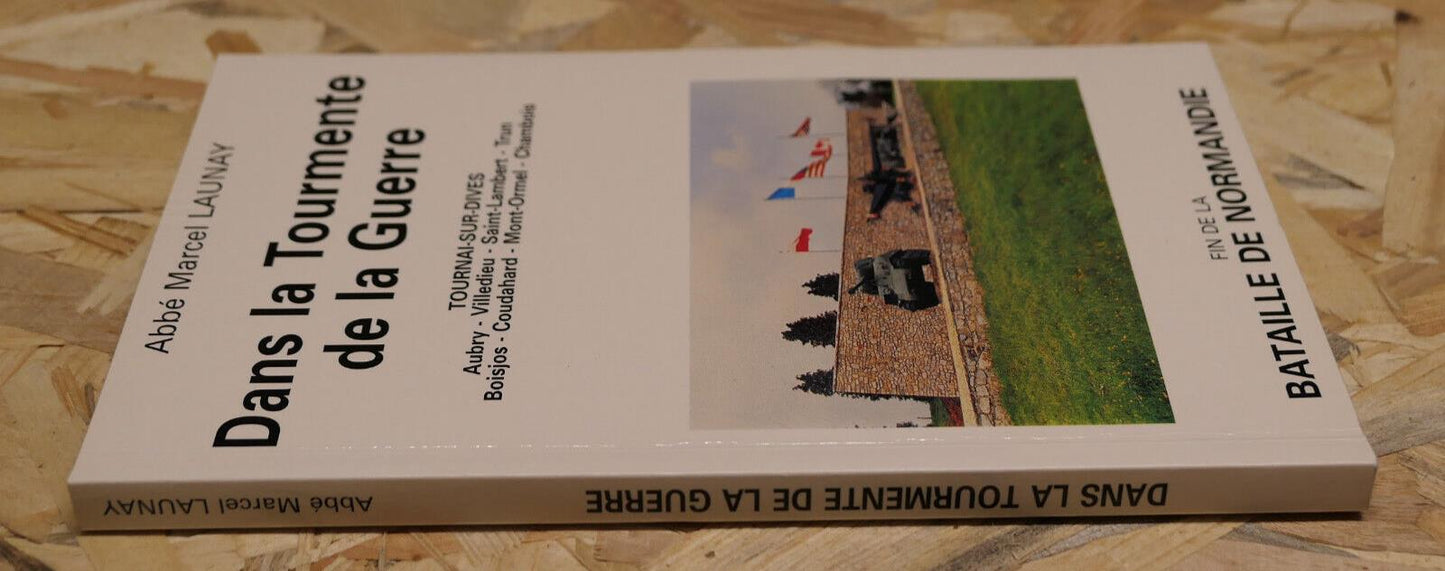 Abbé Marcel LAUNAY
Dans la Tourmente
de la Guerre
TOURNAI-SUR-DIVES
Aubry - Villedieu - Saint-Lambert - Trun
Boisjos - Coudahard - Mont-Ormel - Chambois
FIN DE LA
BATAILLE DE NORMANDIE
Abbé Marcel LAUNAY
DANS LA TOURMENTE DE LA GUERRE